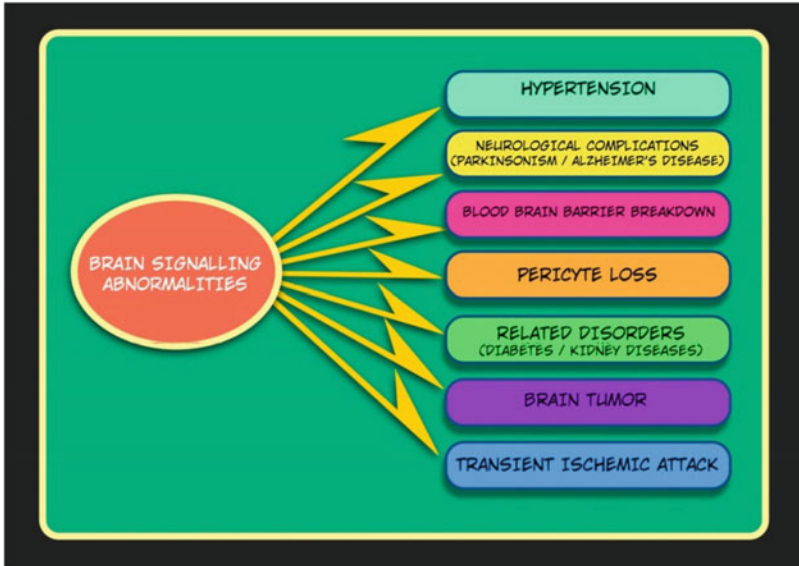 HYPERTENSION
NEUROLOGICAL COMPLICATIONS
(PARKINSONISM / ALZHEIMER'S DISEASE)
BLOOD BRAIN BARRIER BREAKDOWN
BRAIN SIGNALLING
ABNORMALITIES
PERICYTE LOSS
RELATED DISORDERS
(DIABETES / KIDNEY DISEASES)
BRAIN TUMOR
TRANSIENT ISCHEMIC ATTACK